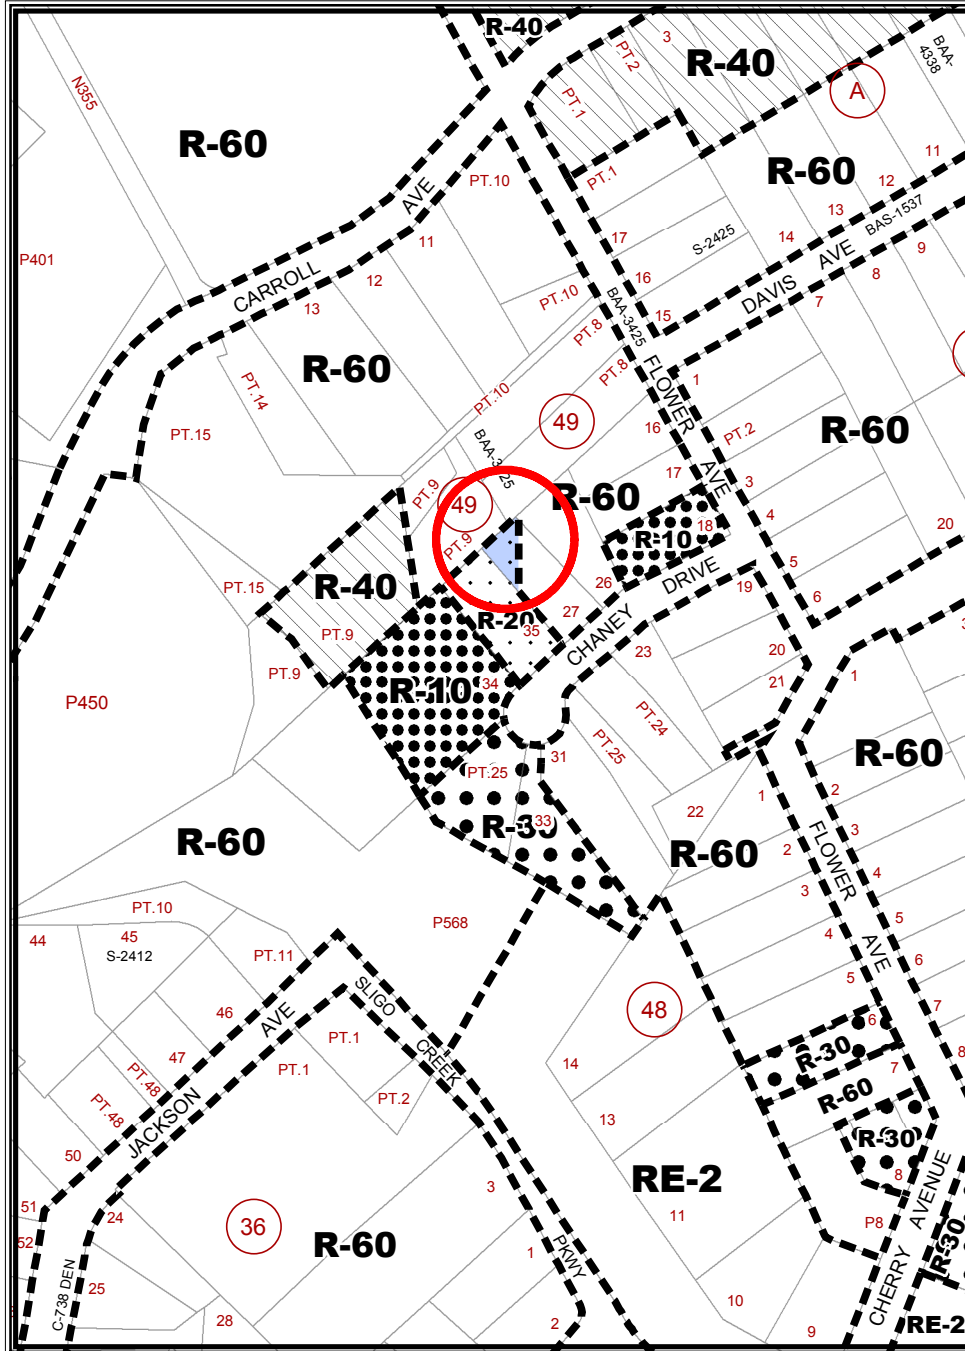 R-40
3
PT.2
R-40
BAA-
4338
N355
PT.1
A
R-60
11
PT.10
PT.1
R-60
12
AVE
13
BAS-1537
11
17
S-2425
14
AVE
9
P401
CARROLL
12
16
8
13
PT.10
BAA-3425
15
DAVIS
7
PT.8
R-60
PT.8
FLOWER
1
PT.14
PT.10
49
16
PT.2
R-60
PT.15
BAA-3425
17
AVE
3
PT.9
49
R-60
18
4
20
PT.9
R-10
5
PT.15
R-40
26
DRIVE
19
6
27
R-20
35
CHANEY
PT.9
23
20
PT.9
34
21
1
P450
R-10
PT.24
PT.25
31
R-60
PT.25
22
1
2
33
R-30
R-60
R-60
FLOWER
3
2
4
3
PT.10
P568
5
44
45
S-2412
4
AVE
6
PT.11
5
SLIGO
46
AVE
48
7
6
PT.1
CREEK
R-30
8
47
PT.1
14
7
PT.48
PT.2
R-60
PT.48
JACKSON
13
R-30
50
8
3
RE-2
51
24
36
11
P8
AVENUE
52
R-60
1
PKWY
R-30
25
C-738 DEN
10
CHERRY
28
2
9
RE-2